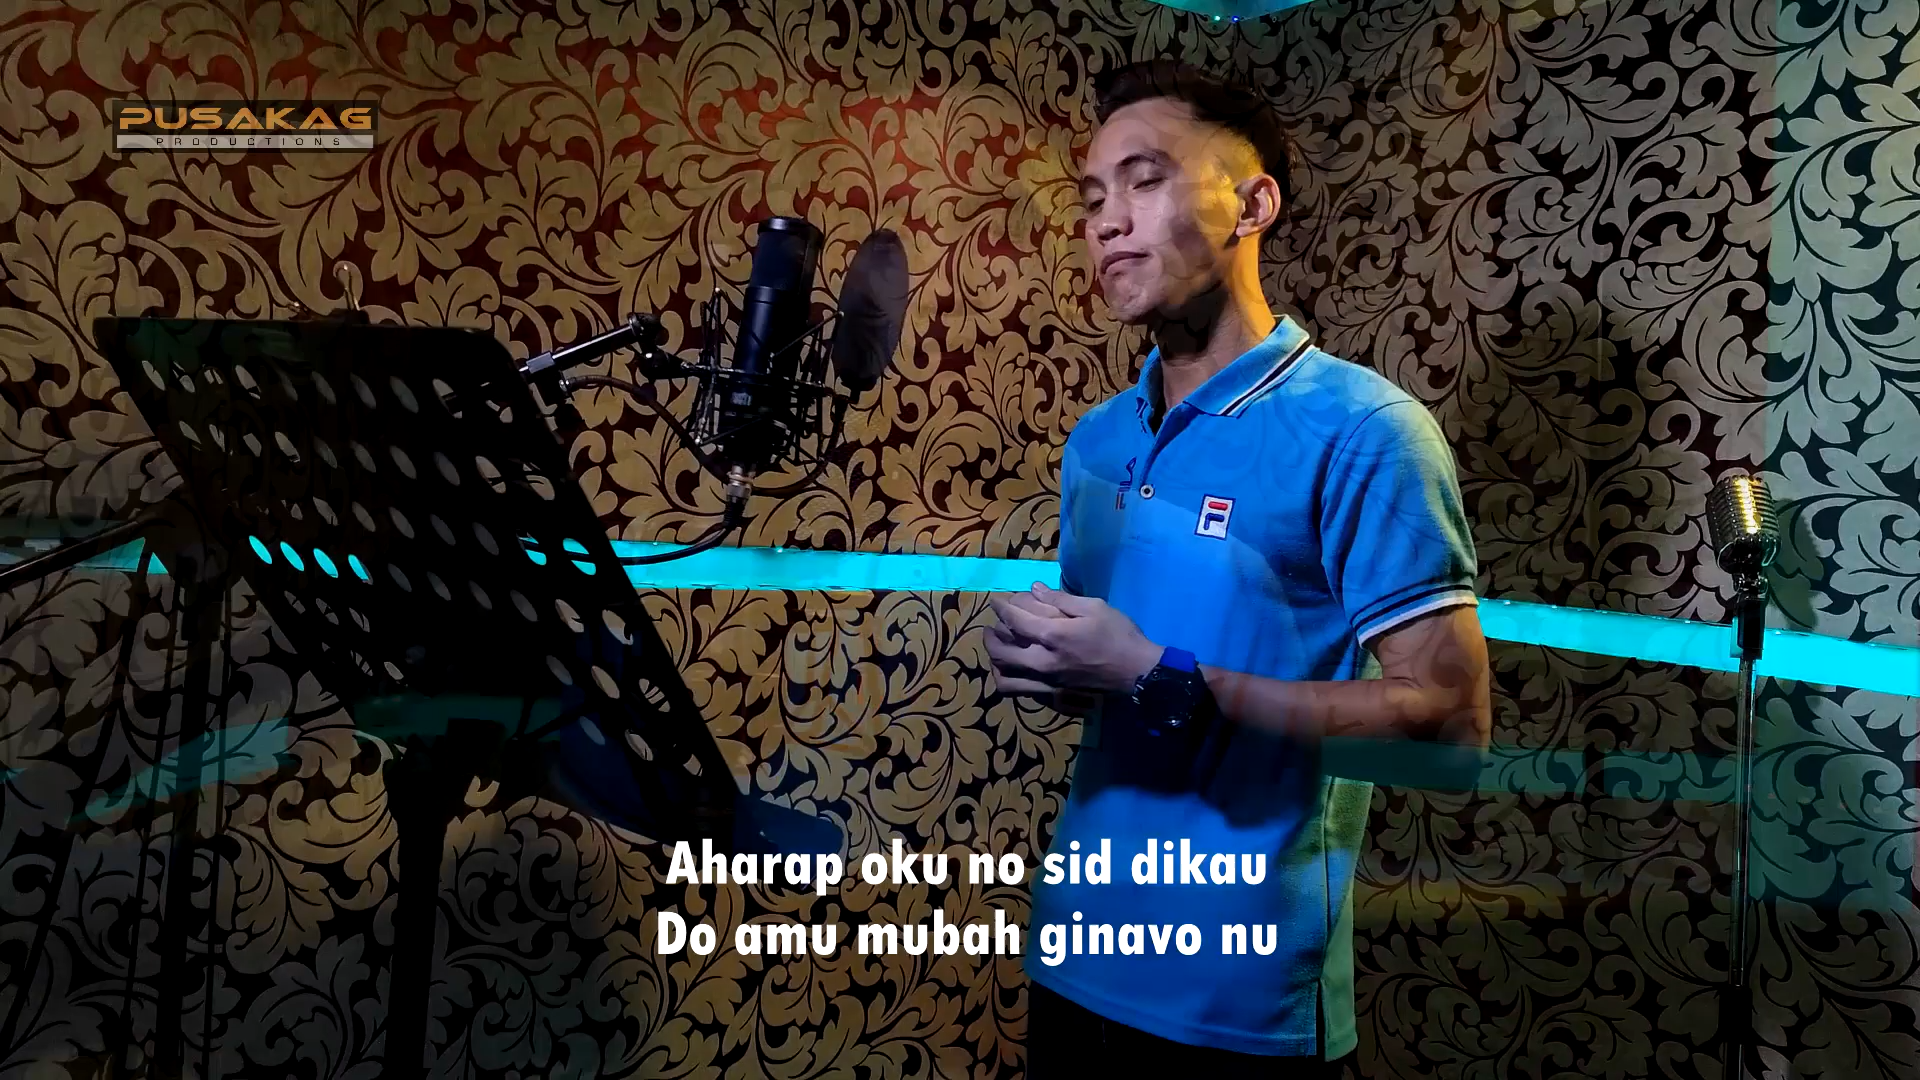 PUSAKAG
PRODUCTIONS
Aharap oku no sid dikau
Do amu mubah ginavo nu